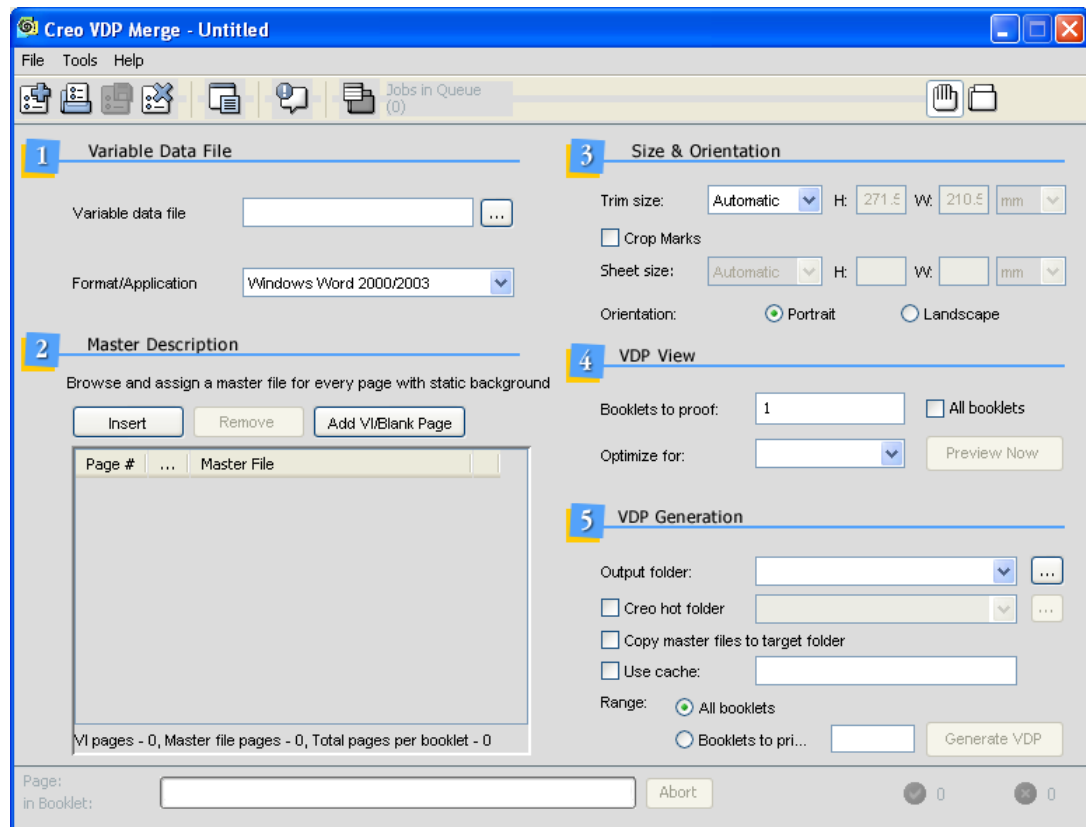 Creo VDP Merge - Untitled
File Tools Help
Jobs in Queue
(0)
1 Variable Data File
Variable data file ...
Format/Application Windows Word 2000/2003
2 Master Description
Browse and assign a master file for every page with static background
Insert Remove Add VI/Blank Page
Page # ... Master File
VI pages - 0, Master file pages - 0, Total pages per booklet - 0
3 Size & Orientation
Trim size: Automatic H: 271.5 W: 210.5 mm
Crop Marks
Sheet size: Automatic H: W: mm
Orientation: Portrait Landscape
4 VDP View
Booklets to proof: 1 All booklets
Optimize for: Preview Now
5 VDP Generation
Output folder: ...
Creo hot folder ...
Copy master files to target folder
Use cache:
Range: All booklets
Booklets to pri... Generate VDP
Page:
in Booklet:
Abort 0 0